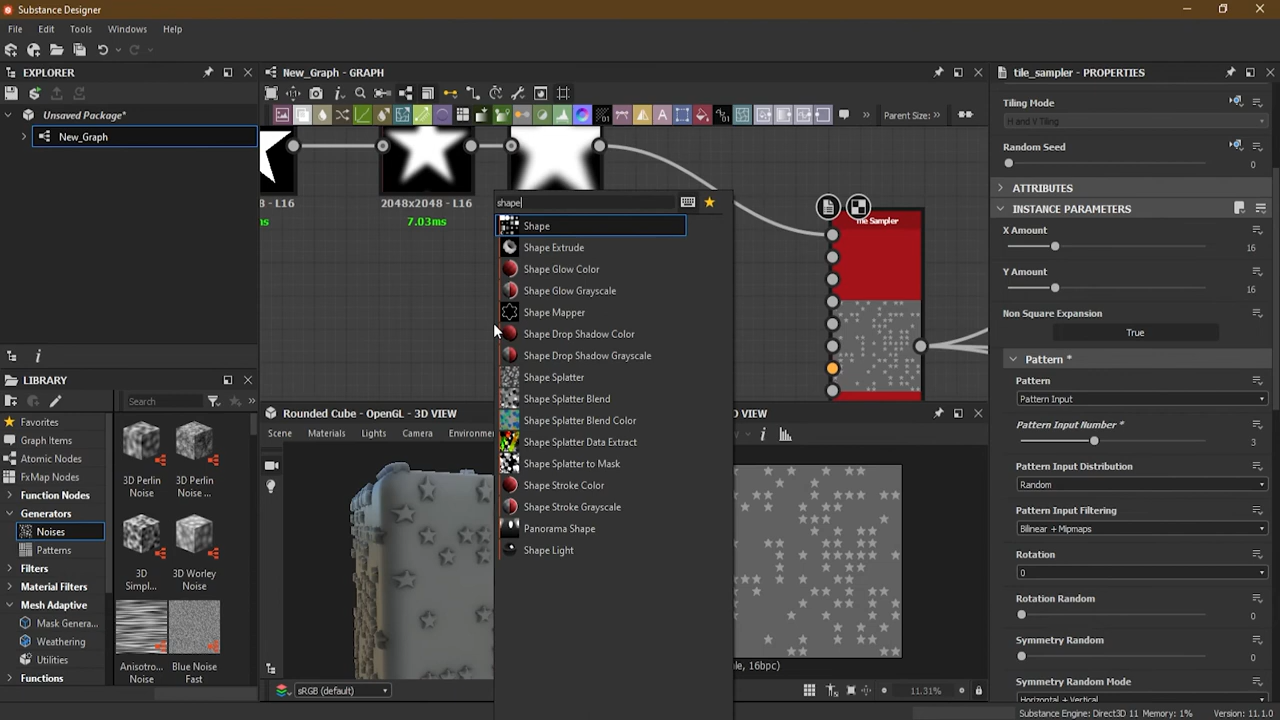 Substance Designer
File Edit Tools Windows Help
EXPLORER
Unsaved Package*
New_Graph
LIBRARY
Search
Favorites
Graph Items
Atomic Nodes
FxMap Nodes
Function Nodes
Generators
Noises
Patterns
Filters
Material Filters
Mesh Adaptive
Mask Genera...
Weathering
Utilities
Functions
3D Perlin Noise
3D Perlin Noise ...
3D Simpl...
3D Worley Noise
Anisotro... Noise
Blue Noise Fast
New_Graph - GRAPH
Parent Size: >>
- L16
2048x2048 - L16
7.03ms
shape
Shape
Shape Extrude
Shape Glow Color
Shape Glow Grayscale
Shape Mapper
Shape Drop Shadow Color
Shape Drop Shadow Grayscale
Shape Splatter
Shape Splatter Blend
Shape Splatter Blend Color
Shape Splatter Data Extract
Shape Splatter to Mask
Shape Stroke Color
Shape Stroke Grayscale
Panorama Shape
Shape Light
Rounded Cube - OpenGL - 3D VIEW
Scene Materials Lights Camera Environme
sRGB (default)
D VIEW
le, 16bpc)
11.31%
tile_sampler - PROPERTIES
Tiling Mode
H and V Tiling
Random Seed
0
ATTRIBUTES
INSTANCE PARAMETERS
X Amount
16
Y Amount
16
Non Square Expansion
True
Pattern *
Pattern
Pattern Input
Pattern Input Number *
3
Pattern Input Distribution
Random
Pattern Input Filtering
Bilinear + Mipmaps
Rotation
0
Rotation Random
0
Symmetry Random
0
Symmetry Random Mode
Horizontal + Vertical
Substance Engine: Direct3D 11 Memory: 1% Version: 11.1.0